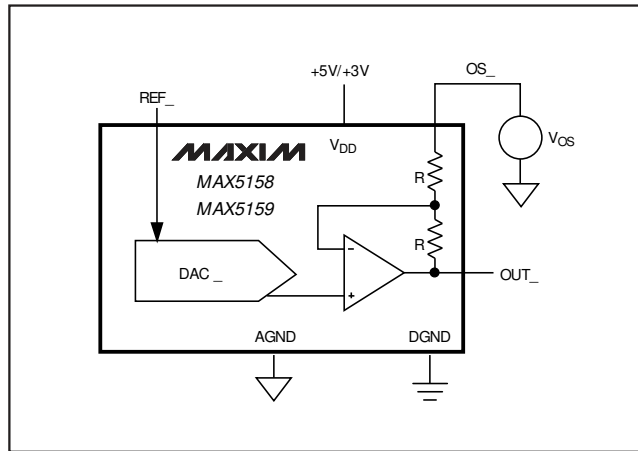 +5V/+3V
OS_
REF_
VDD
VOS
MAXIM
MAX5158
MAX5159
R
R
DAC _
−
+
OUT_
AGND
DGND